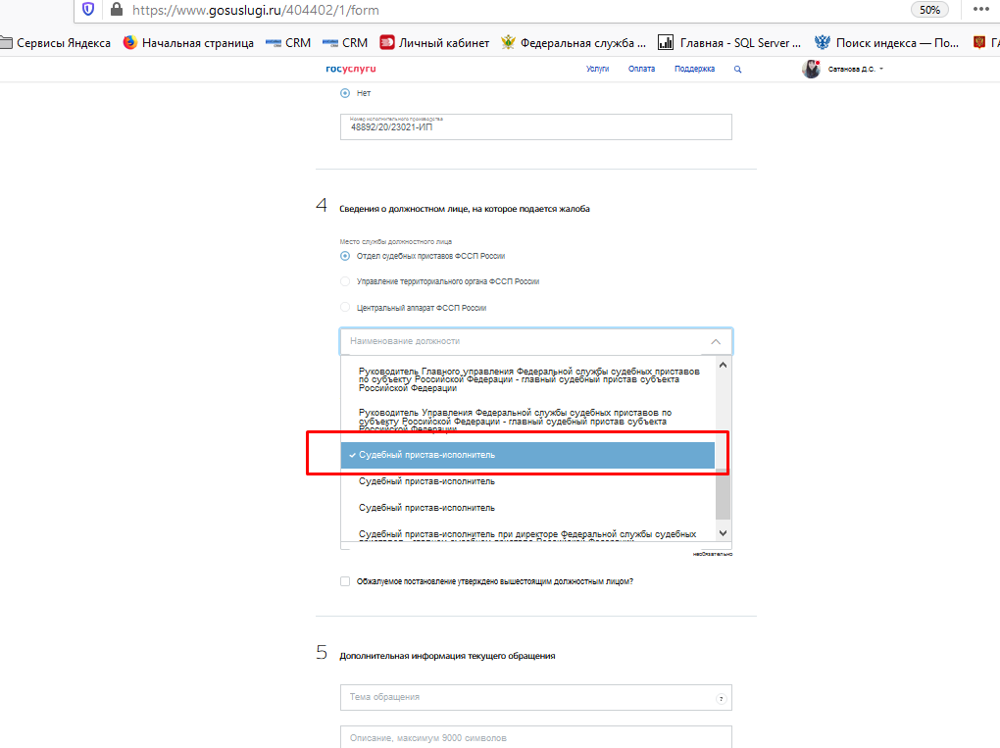 https://www.gosuslugi.ru/404402/1/form
50%
Сервисы Яндекса
Начальная страница
CRM
CRM
Личный кабинет
Федеральная служба ...
Главная - SQL Server ...
Поиск индекса — По...
госуслуги
Услуги
Оплата
Поддержка
Сатанова Д.С.
Нет
Номер исполнительного производства
48892/20/23021-ИП
4
Сведения о должностном лице, на которое подается жалоба
Место службы должностного лица
Отдел судебных приставов ФССП России
Управление территориального органа ФССП России
Центральный аппарат ФССП России
Наименование должности
Руководитель Главного управления Федеральной службы судебных приставов
по субъекту Российской Федерации - главный судебный пристав субъекта
Российской Федерации
Руководитель Управления Федеральной службы судебных приставов по
субъекту Российской Федерации - главный судебный пристав субъекта
Российской Федерации
Судебный пристав-исполнитель
Судебный пристав-исполнитель
Судебный пристав-исполнитель
Судебный пристав-исполнитель при директоре Федеральной службы судебных
необязательно
Обжалуемое постановление утверждено вышестоящим должностным лицом?
5
Дополнительная информация текущего обращения
Тема обращения
?
Описание, максимум 9000 символов